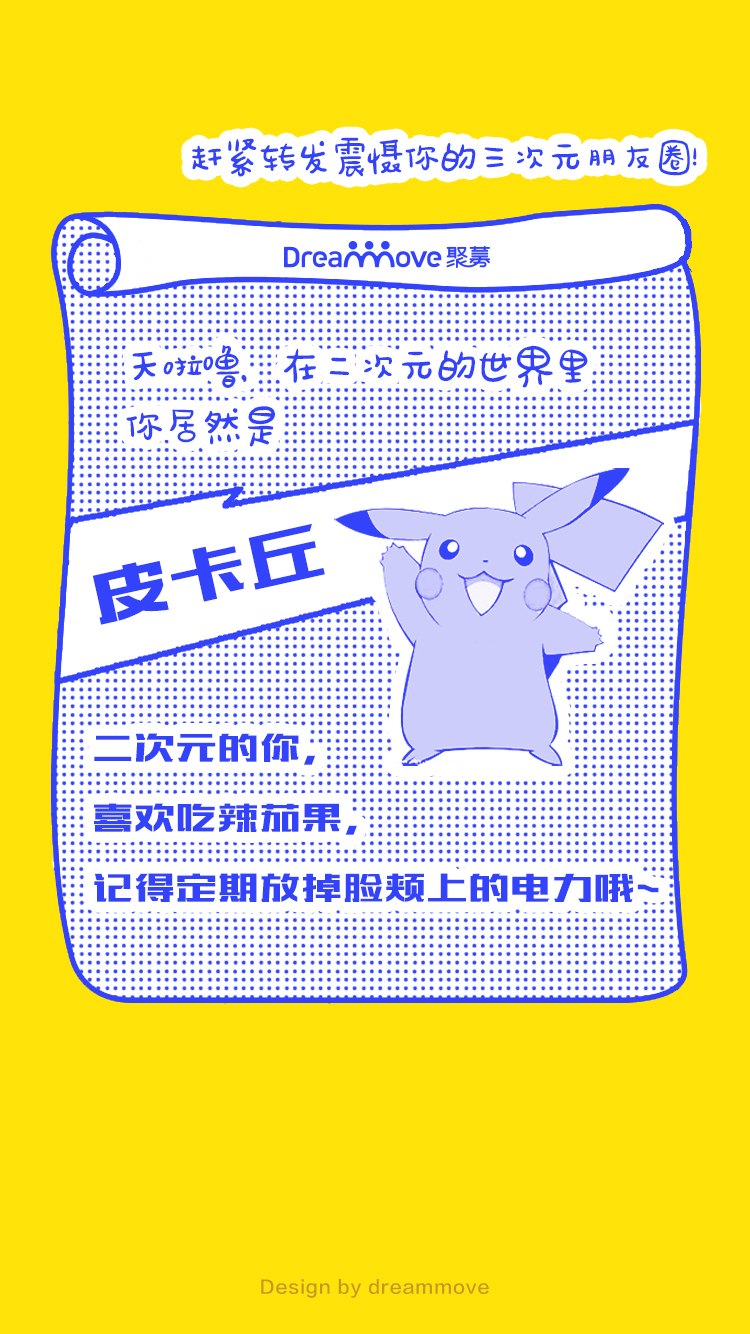 赶紧转发震慑你的三次元朋友圈!
Dreammove聚募
天啦噜,在二次元的世界里
你居然是
皮卡丘
二次元的你,
喜欢吃辣茄果,
记得定期放掉脸颊上的电力哦~
Design by dreammove